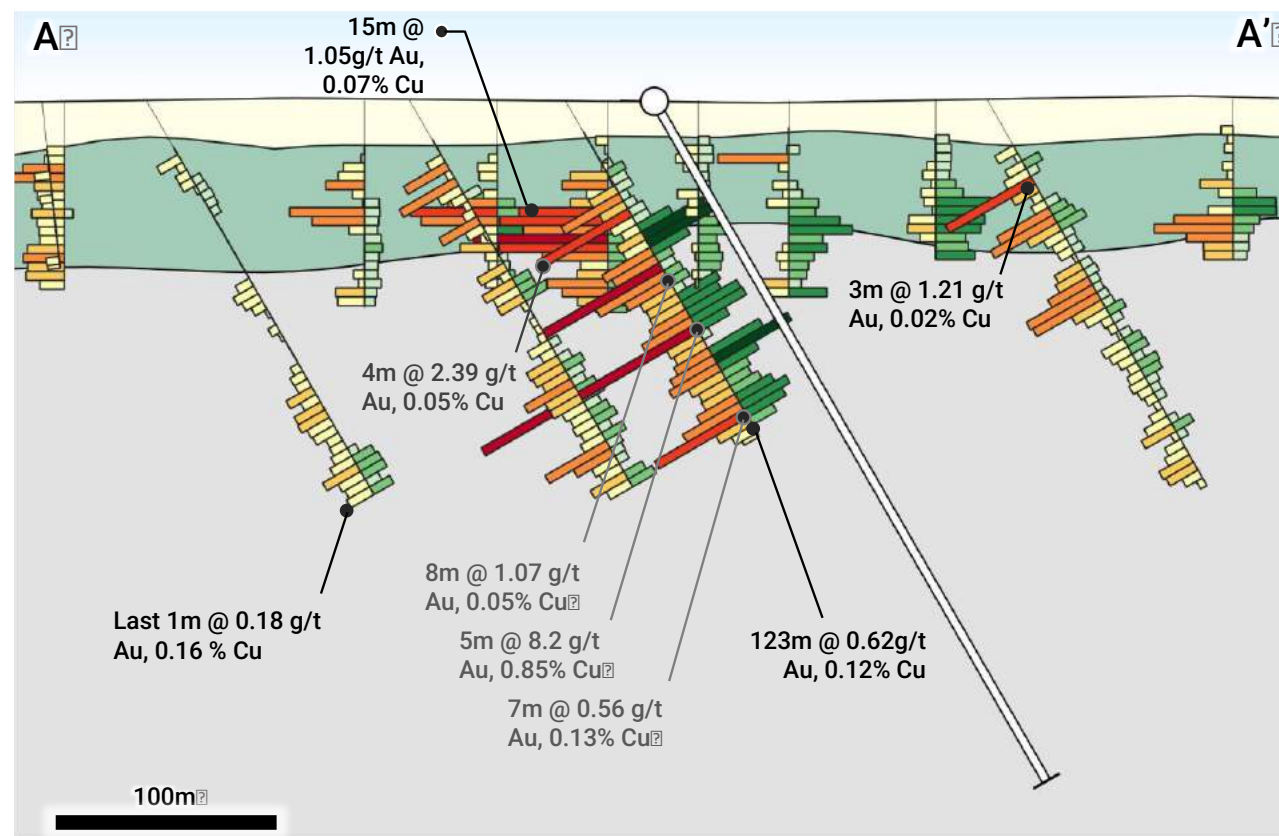 A
A’
15m @
1.05g/t Au,
0.07% Cu
3m @ 1.21 g/t
Au, 0.02% Cu
4m @ 2.39 g/t
Au, 0.05% Cu
8m @ 1.07 g/t
Au, 0.05% Cu
Last 1m @ 0.18 g/t
Au, 0.16 % Cu
5m @ 8.2 g/t
Au, 0.85% Cu
123m @ 0.62g/t
Au, 0.12% Cu
7m @ 0.56 g/t
Au, 0.13% Cu
100m